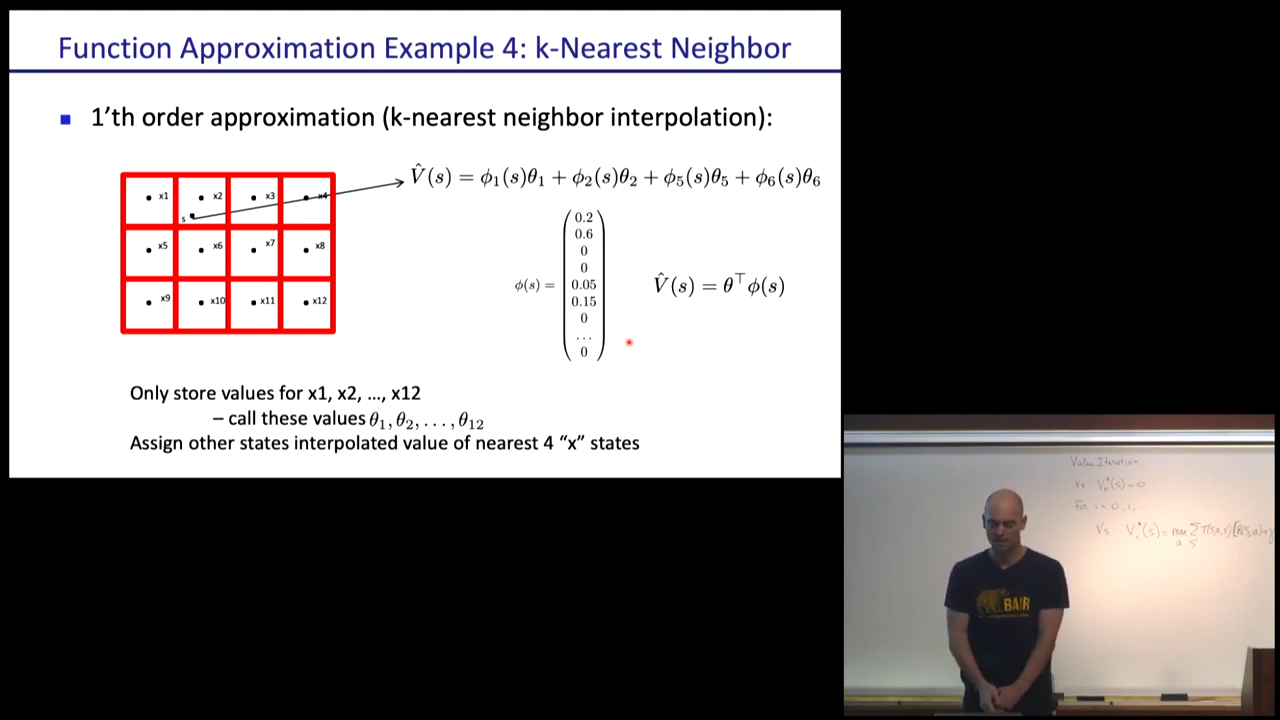 Function Approximation Example 4: k-Nearest Neighbor
1'th order approximation (k-nearest neighbor interpolation):
V̂(s) = ϕ₁(s)θ₁ + ϕ₂(s)θ₂ + ϕ₅(s)θ₅ + ϕ₆(s)θ₆
x1 x2 x3 x4
s
x5 x6 x7 x8
x9 x10 x11 x12
0.2
0.6
0
0
ϕ(s) = 0.05
0.15
0
...
0
V̂(s) = θ⊤ϕ(s)
Only store values for x1, x2, ..., x12
– call these values θ₁, θ₂, . . . , θ₁₂
Assign other states interpolated value of nearest 4 “x” states
Value Iteration
∀s V₀*(s)=0
For i=0,1,
∀s Vᵢ*(s)= max Σ T(s,a,s')[R(s,a)+
a s'
BAIR